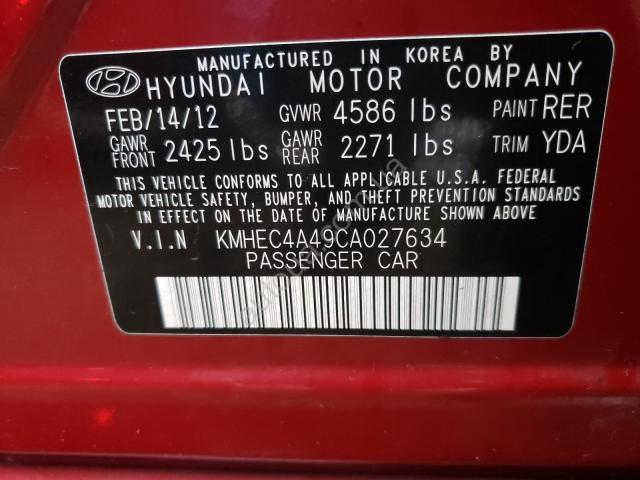 MANUFACTURED IN KOREA BY
HYUNDAI MOTOR COMPANY
FEB/14/12 GVWR 4586 lbs PAINT RER
GAWR FRONT 2425 lbs GAWR REAR 2271 lbs TRIM YDA
THIS VEHICLE CONFORMS TO ALL APPLICABLE U.S.A. FEDERAL
MOTOR VEHICLE SAFETY, BUMPER, AND THEFT PREVENTION STANDARDS
IN EFFECT ON THE DATE OF MANUFACTURE SHOWN ABOVE
V.I.N KMHEC4A49CA027634
PASSENGER CAR